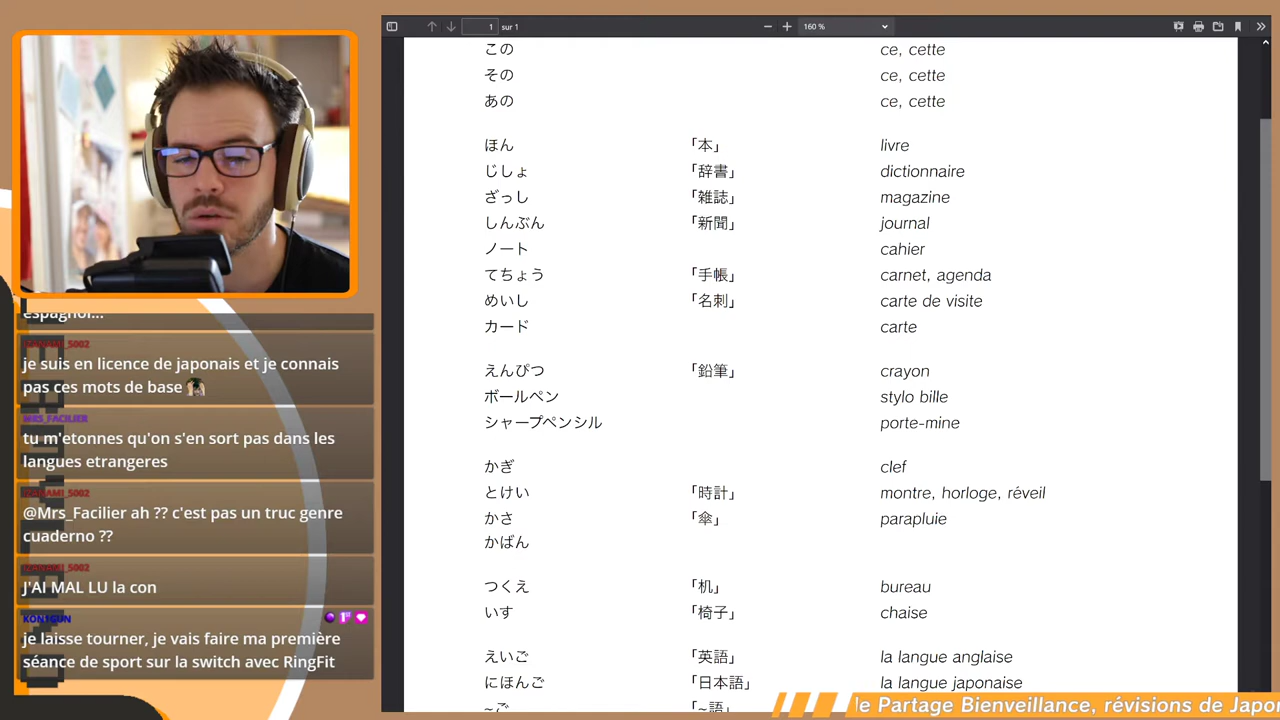 1 sur 1 160 %
この ce, cette
その ce, cette
あの ce, cette
ほん 「本」 livre
じしょ 「辞書」 dictionnaire
ざっし 「雑誌」 magazine
しんぶん 「新聞」 journal
ノート cahier
てちょう 「手帳」 carnet, agenda
めいし 「名刺」 carte de visite
カード carte
えんぴつ 「鉛筆」 crayon
ボールペン stylo bille
シャープペンシル porte-mine
かぎ clef
とけい 「時計」 montre, horloge, réveil
かさ 「傘」 parapluie
かばん
つくえ 「机」 bureau
いす 「椅子」 chaise
えいご 「英語」 la langue anglaise
にほんご 「日本語」 la langue japonaise
~ご 「~語」
espagnol...
IZANAMI_5002
je suis en licence de japonais et je connais
pas ces mots de base
MRS_FACILIER
tu m'etonnes qu'on s'en sort pas dans les
langues etrangeres
IZANAMI_5002
@Mrs_Facilier ah ?? c'est pas un truc genre
cuaderno ??
IZANAMI_5002
J'AI MAL LU la con
KON1GUN 1
je laisse tourner, je vais faire ma première
séance de sport sur la switch avec RingFit
le Partage Bienveillance, révisions de Japo